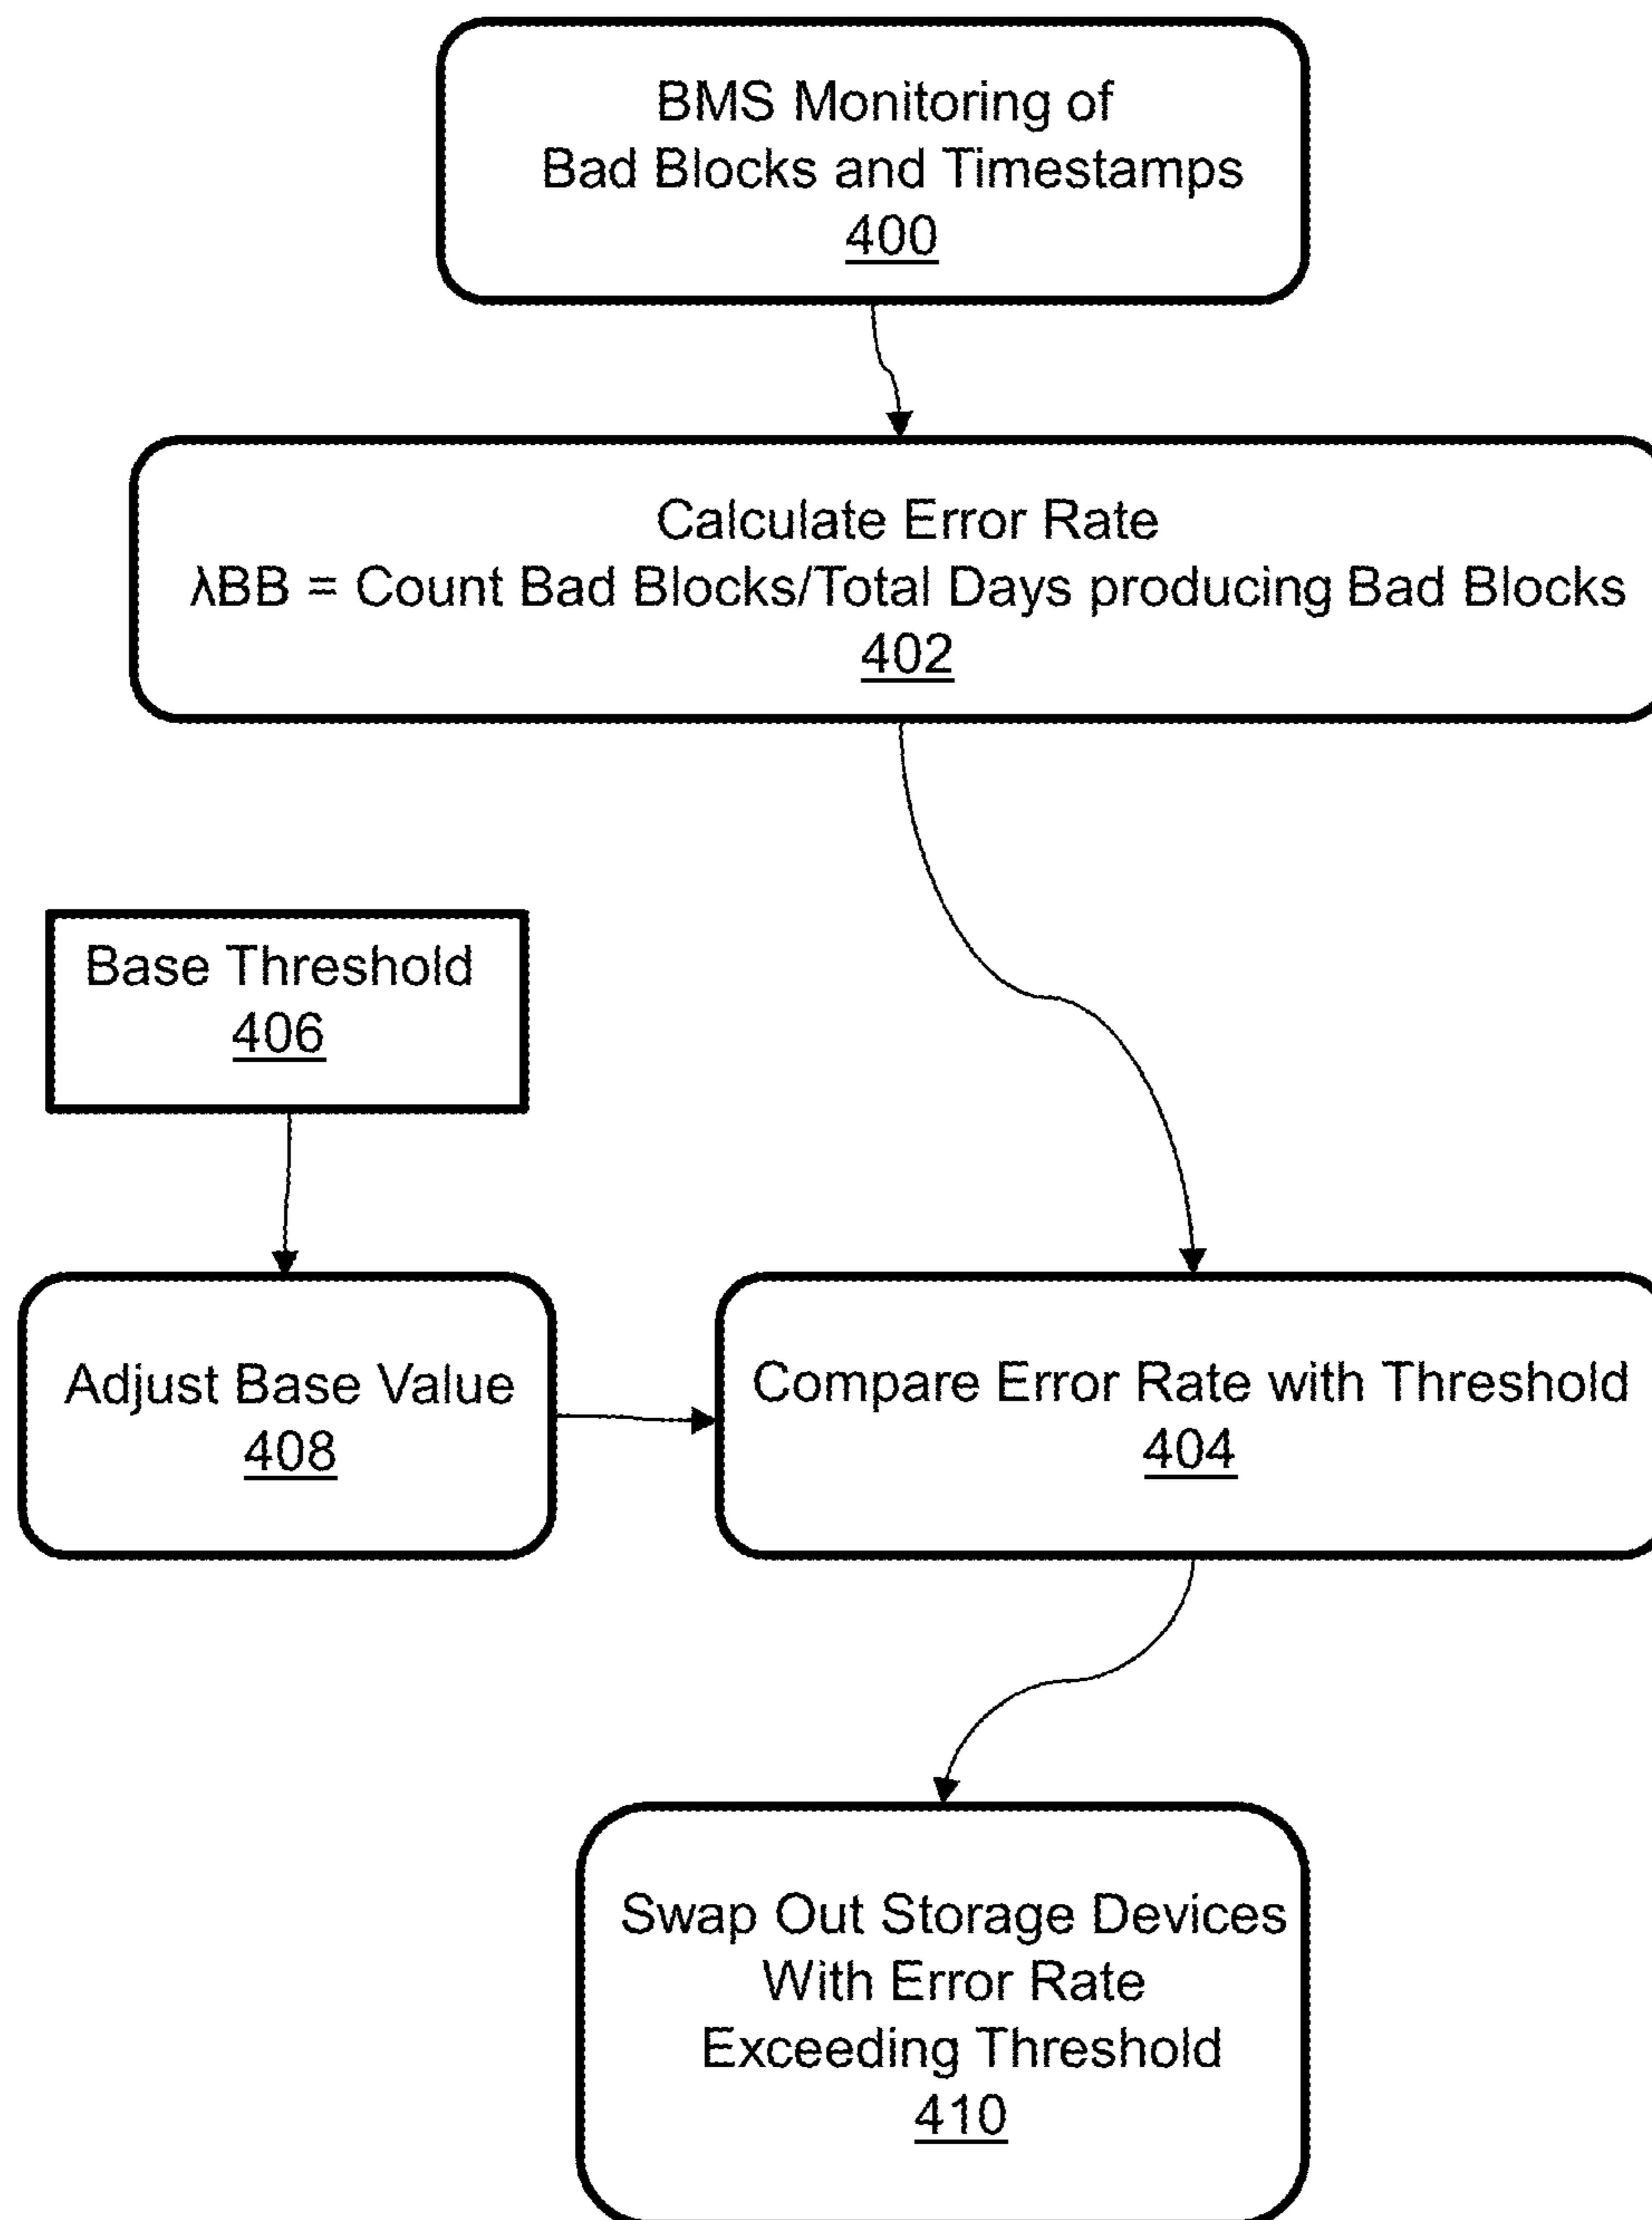 BMS Monitoring of
Bad Blocks and Timestamps
400
Calculate Error Rate
λBB = Count Bad Blocks/Total Days producing Bad Blocks
402
Base Threshold
406
Adjust Base Value
408
Compare Error Rate with Threshold
404
Swap Out Storage Devices
With Error Rate
Exceeding Threshold
410